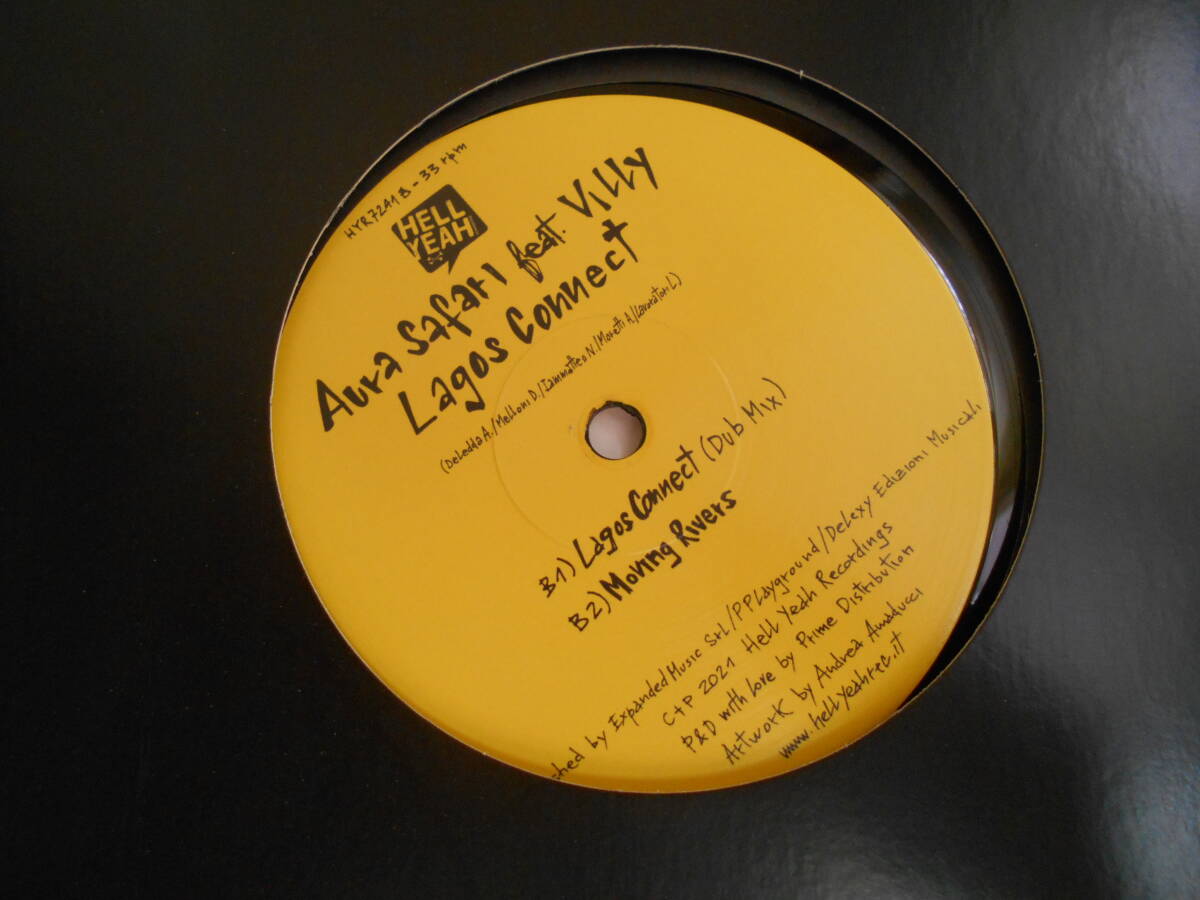 HYR7241B - 33 rpm
HELL
YEAH
Aura Safari feat. Villy
Lagos Connect
(Deledda A./Melloni D./Iammatteo N./Moretti A/Lavoratori L)
B1) Lagos Connect (Dub Mix)
B2) Moving Rivers
shed by Expanded Music Srl/PPLayground/Delexy Edizioni Musicali
C+P 2021 Hell Yeah Recordings
P&D with love by Prime Distribution
Artwork by Andrea Amaducci
www.hellyeahrec.it